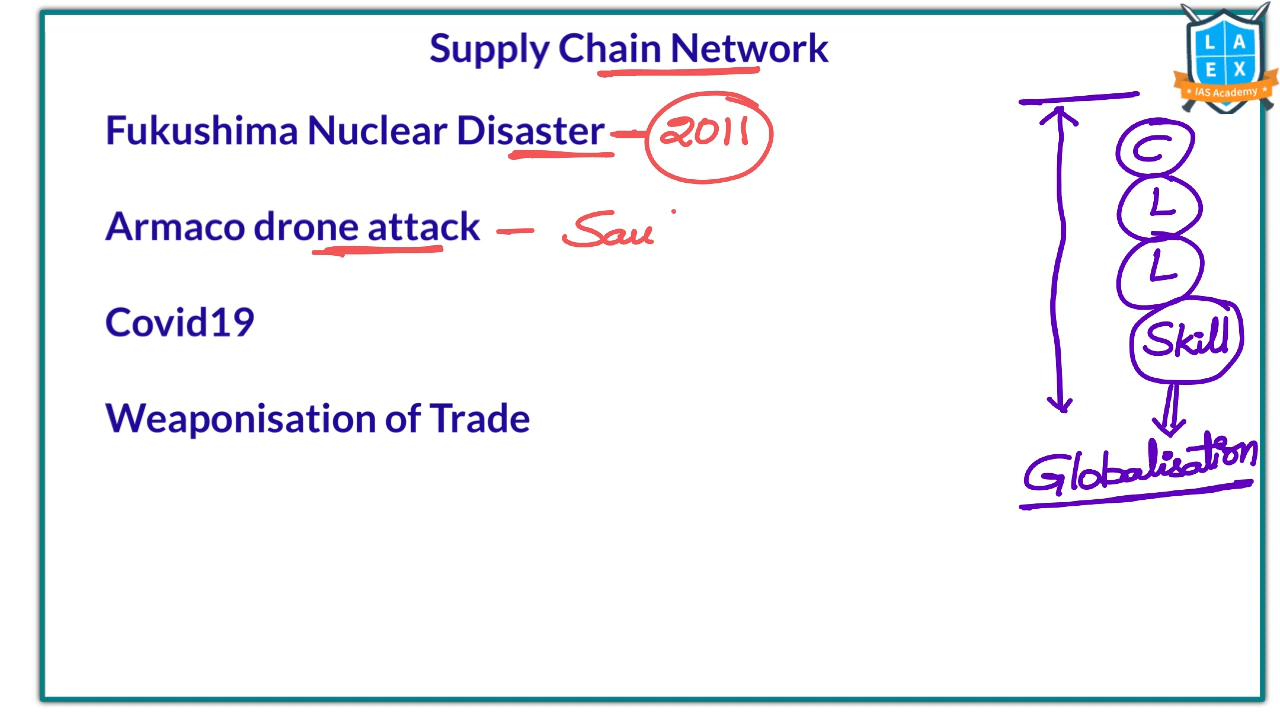 Supply Chain Network
Fukushima Nuclear Disaster - 2011
Armaco drone attack - Sau
Covid19
Weaponisation of Trade
C
L
L
Skill
Globalisation
L A
E X
IAS Academy